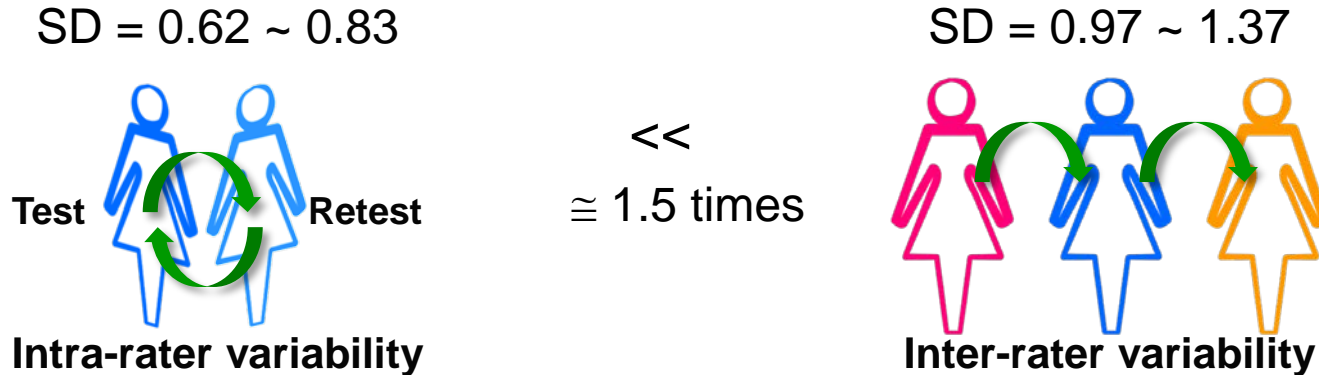 SD = 0.62 ~ 0.83
SD = 0.97 ~ 1.37
<<
≅ 1.5 times
Test
Retest
Intra-rater variability
Inter-rater variability